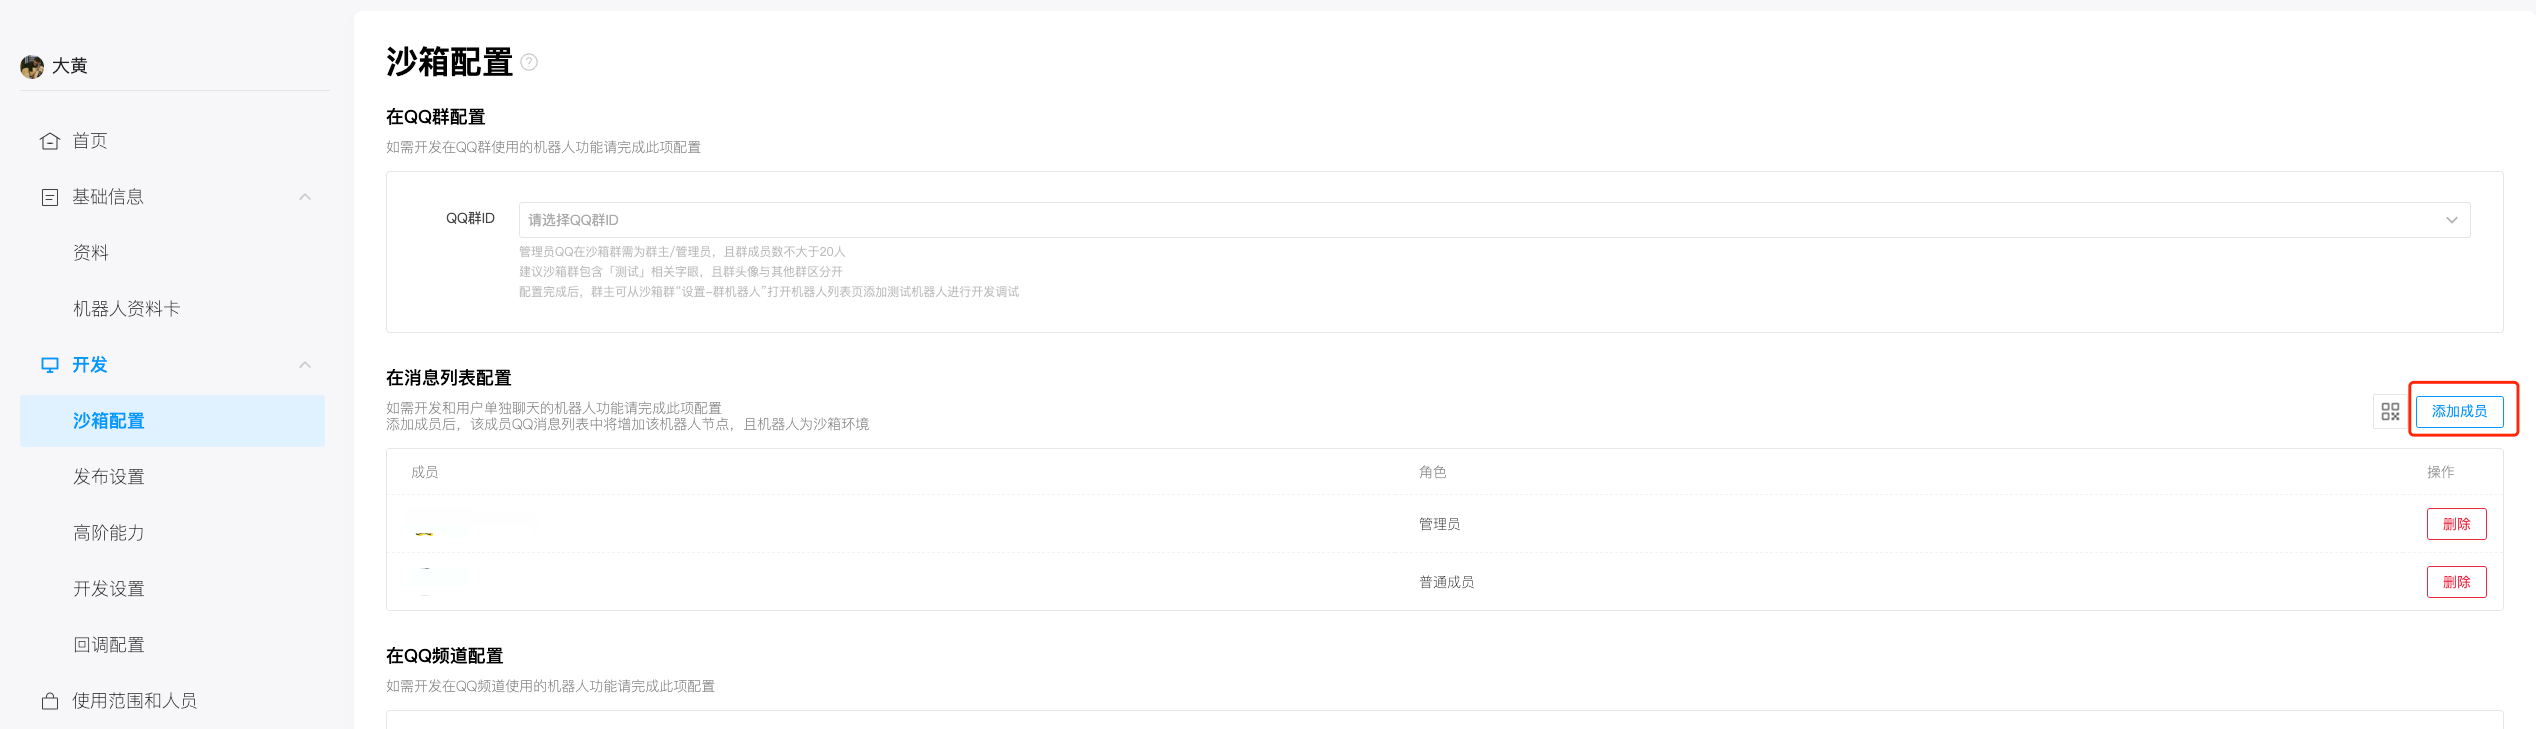 大黄
首页
基础信息
资料
机器人资料卡
开发
沙箱配置
发布设置
高阶能力
开发设置
回调配置
使用范围和人员
沙箱配置
在QQ群配置
如需开发在QQ群使用的机器人功能请完成此项配置
QQ群ID
请选择QQ群ID
管理员QQ在沙箱群需为群主/管理员，且群成员数不大于20人
建议沙箱群包含「测试」相关字眼，且群头像与其他群区分开
配置完成后，群主可从沙箱群“设置-群机器人”打开机器人列表页添加测试机器人进行开发调试
在消息列表配置
如需开发和用户单独聊天的机器人功能请完成此项配置
添加成员后，该成员QQ消息列表中将增加该机器人节点，且机器人为沙箱环境
添加成员
成员 角色 操作
管理员 删除
普通成员 删除
在QQ频道配置
如需开发在QQ频道使用的机器人功能请完成此项配置